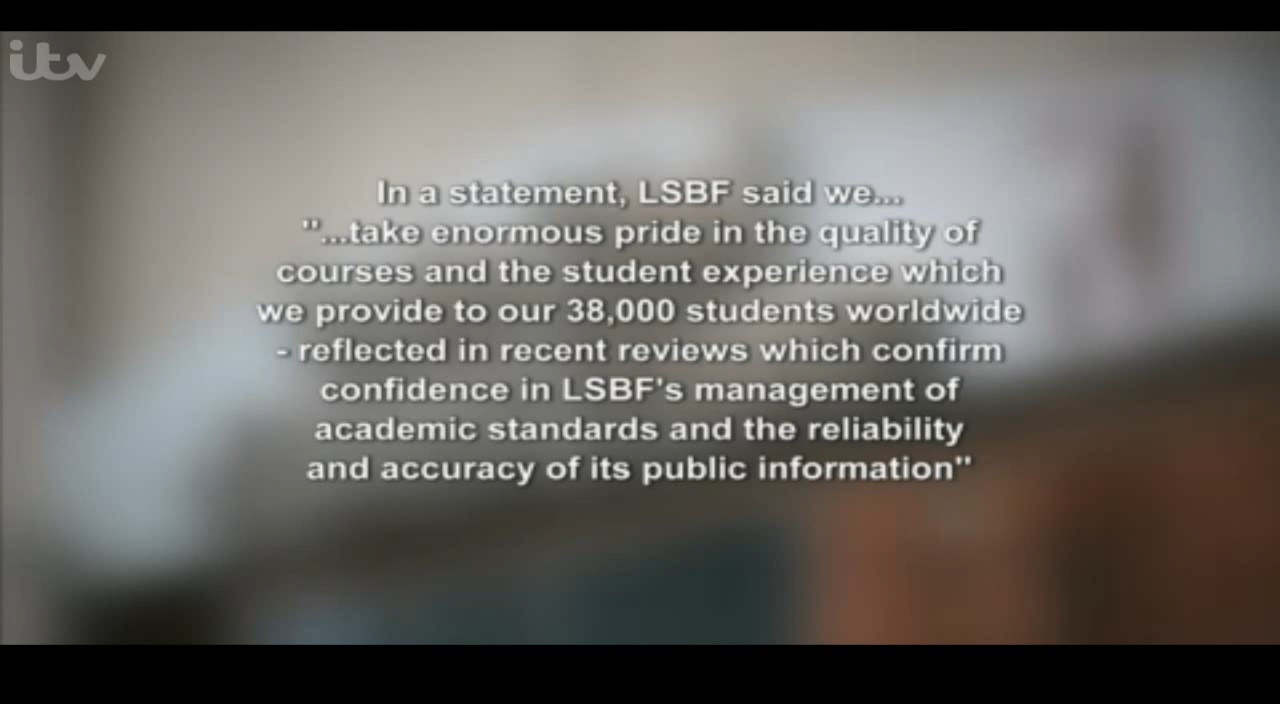 itv
In a statement, LSBF said we...
"...take enormous pride in the quality of
courses and the student experience which
we provide to our 38,000 students worldwide
- reflected in recent reviews which confirm
confidence in LSBF's management of
academic standards and the reliability
and accuracy of its public information"